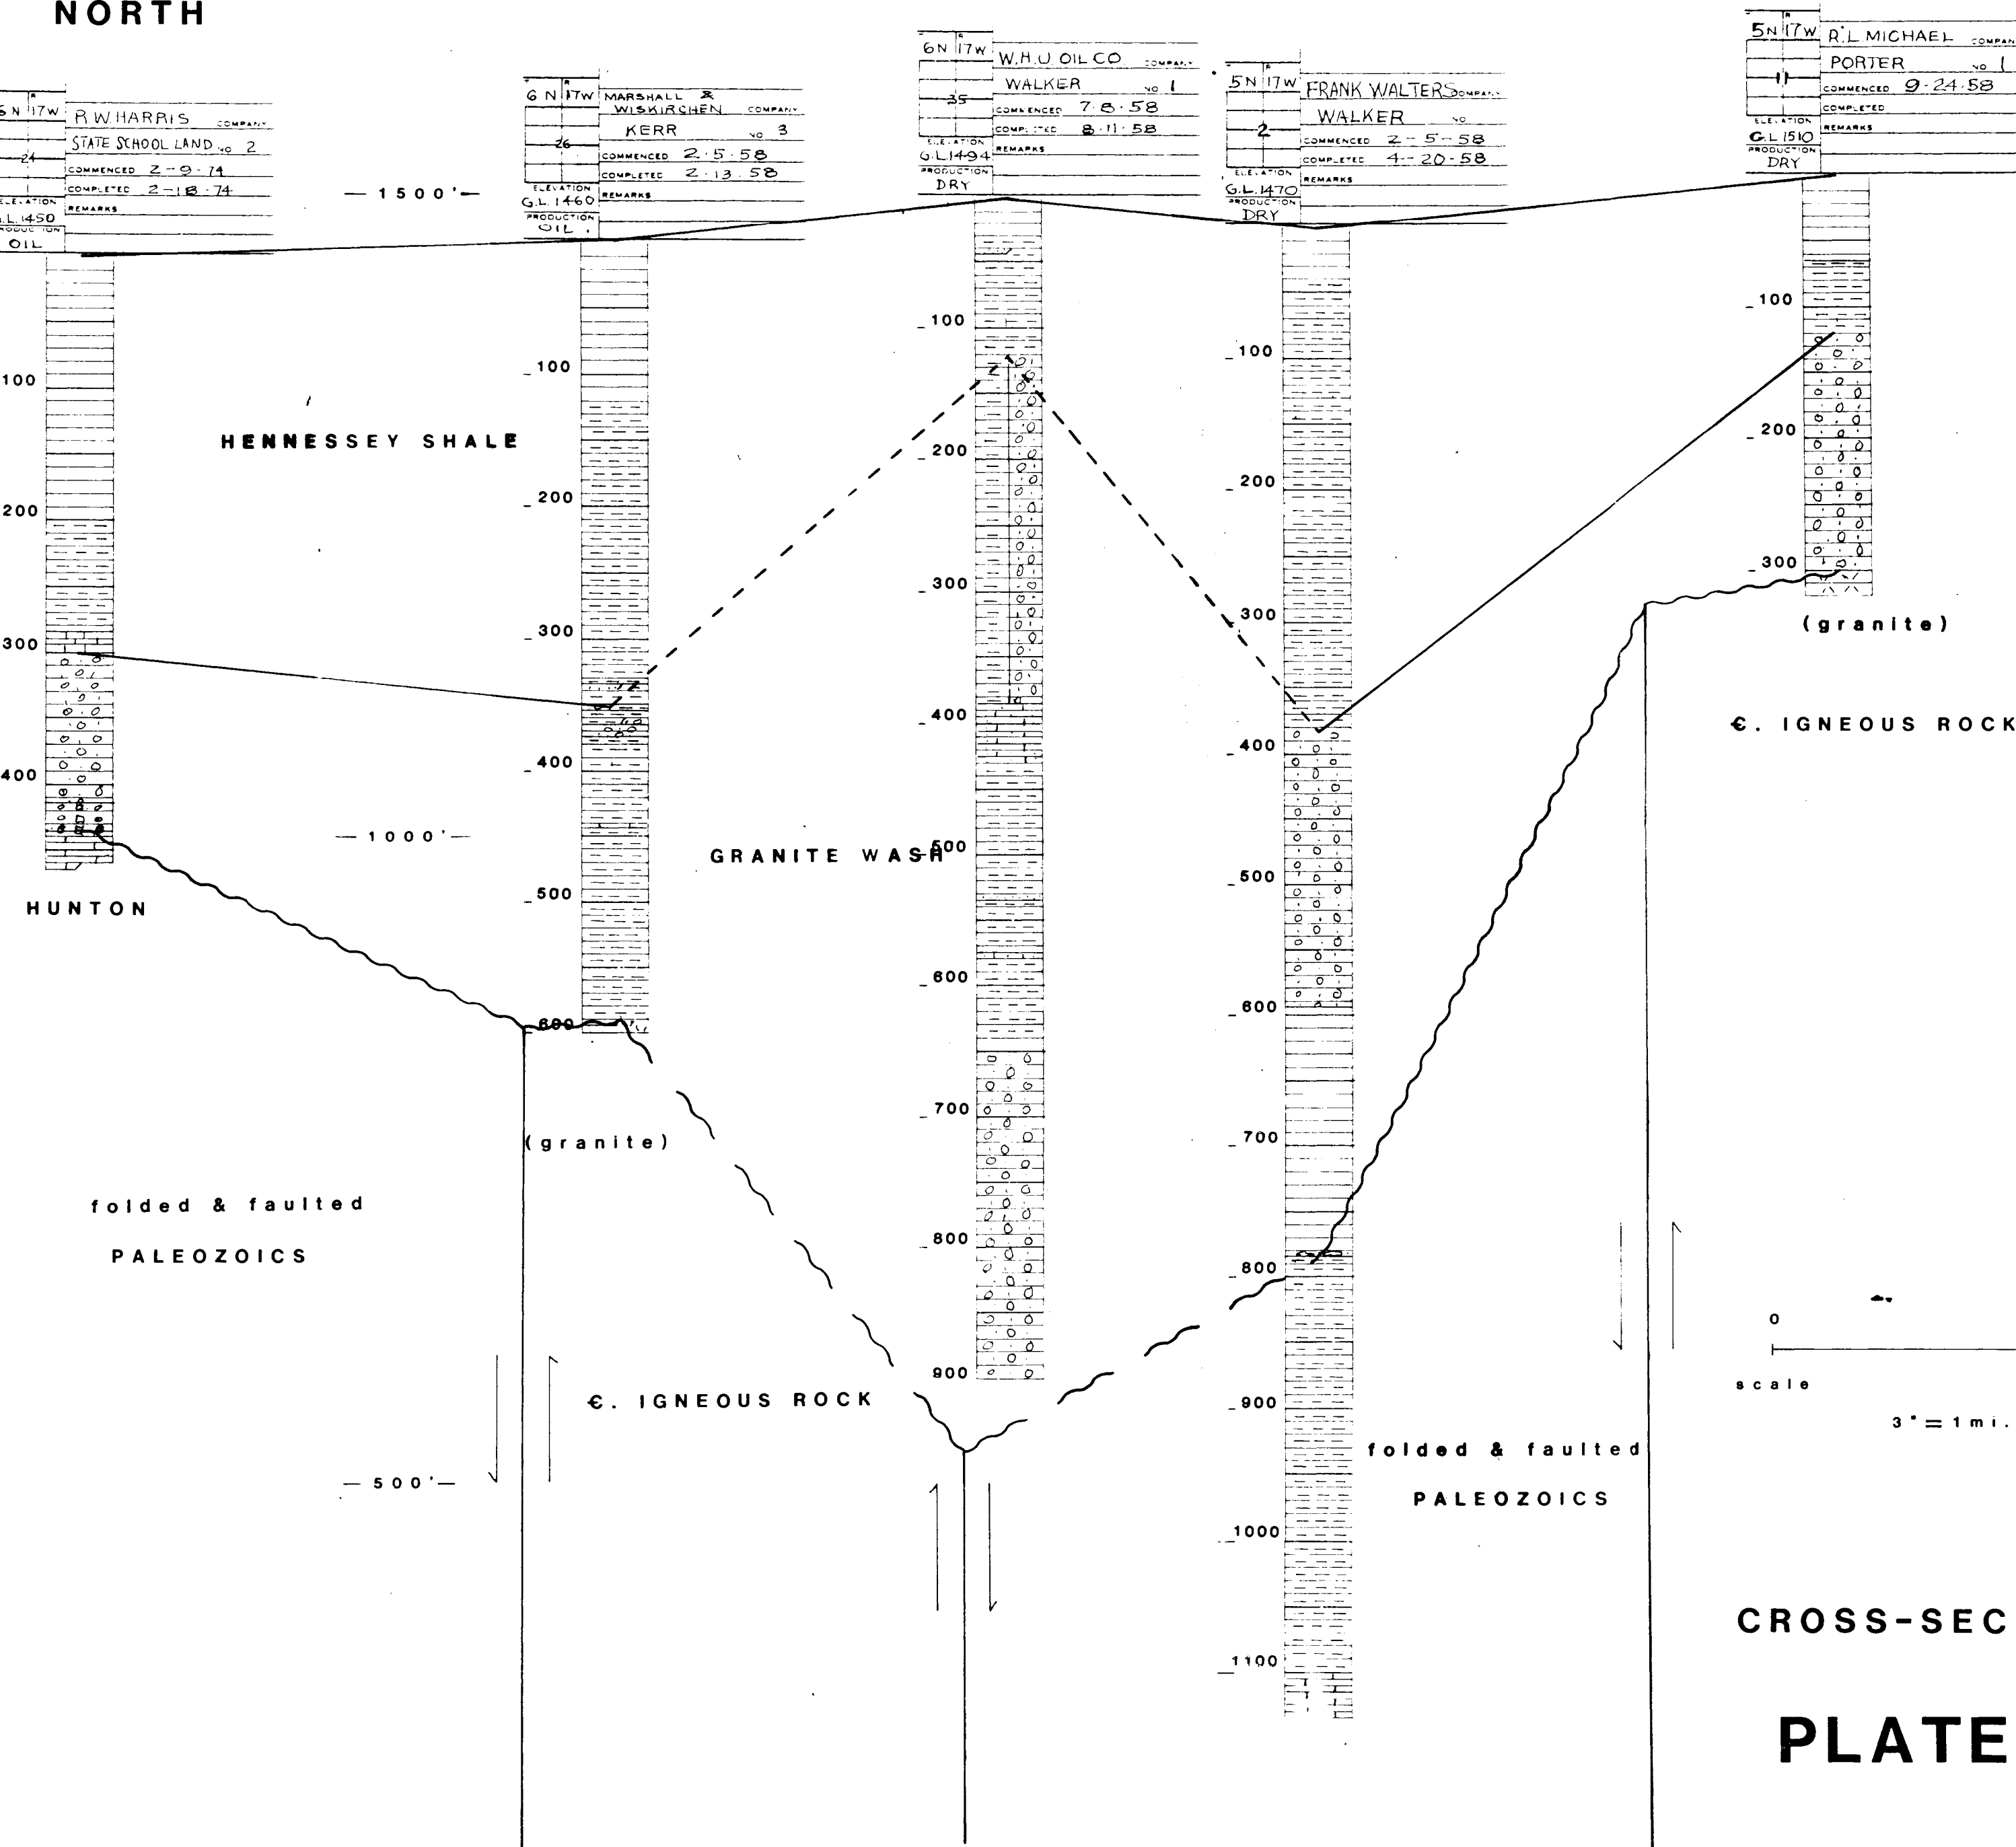 NORTH
6N 17W
R.W. HARRIS COMPANY
STATE SCHOOL LAND NO 2
24
COMMENCED 2-9-74
COMPLETED 2-18-74
ELEVATION
G.L. 1450
REMARKS
PRODUCTION
OIL
6N 17W
MARSHALL &
WISKIRCHEN COMPANY
KERR NO 3
26
COMMENCED 2.5.58
COMPLETED 2.13.58
ELEVATION
G.L. 1460
REMARKS
PRODUCTION
OIL
6N 17W
W.H.U. OIL CO. COMPANY
WALKER NO 1
35
COMMENCED 7.8.58
COMPLETED 8.11.58
ELEVATION
G.L. 1494
REMARKS
PRODUCTION
DRY
5N 17W
FRANK WALTERS COMPANY
WALKER NO
2
COMMENCED 2-5-58
COMPLETED 4-20-58
ELEVATION
G.L. 1470
REMARKS
PRODUCTION
DRY
5N 17W
R.L. MICHAEL COMPAN
PORTER NO 1
11
COMMENCED 9.24.58
COMPLETED
ELEVATION
G.L 1510
REMARKS
PRODUCTION
DRY
— 1500' —
100
200
300
400
100
200
300
400
500
600
100
200
300
400
500
600
700
800
900
100
200
300
400
500
600
700
800
900
1000
1100
100
200
300
HENNESSEY SHALE
(granite)
€. IGNEOUS ROCK
— 1000' —
GRANITE WASH
HUNTON
(granite)
folded & faulted
PALEOZOICS
€. IGNEOUS ROCK
— 500' —
folded & faulted
PALEOZOICS
0
scale
3" = 1 mi.
CROSS-SEC
PLATE